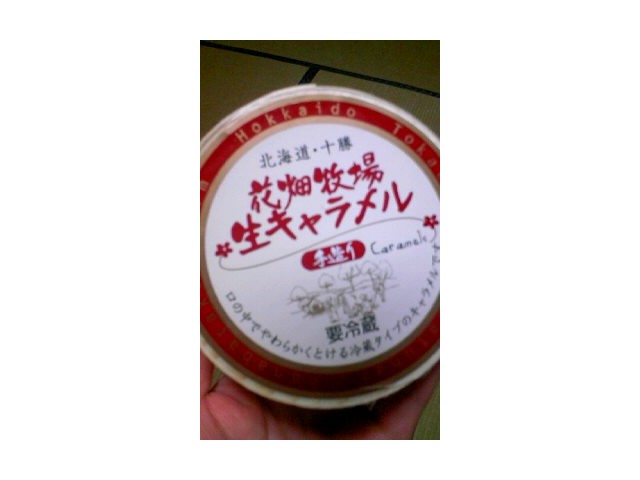 Hokkaido Toka
北海道・十勝
花畑牧場
生キャラメル
手造り Caramele
要冷蔵
口の中でやわらかくとける冷蔵タイプのキャラメルです